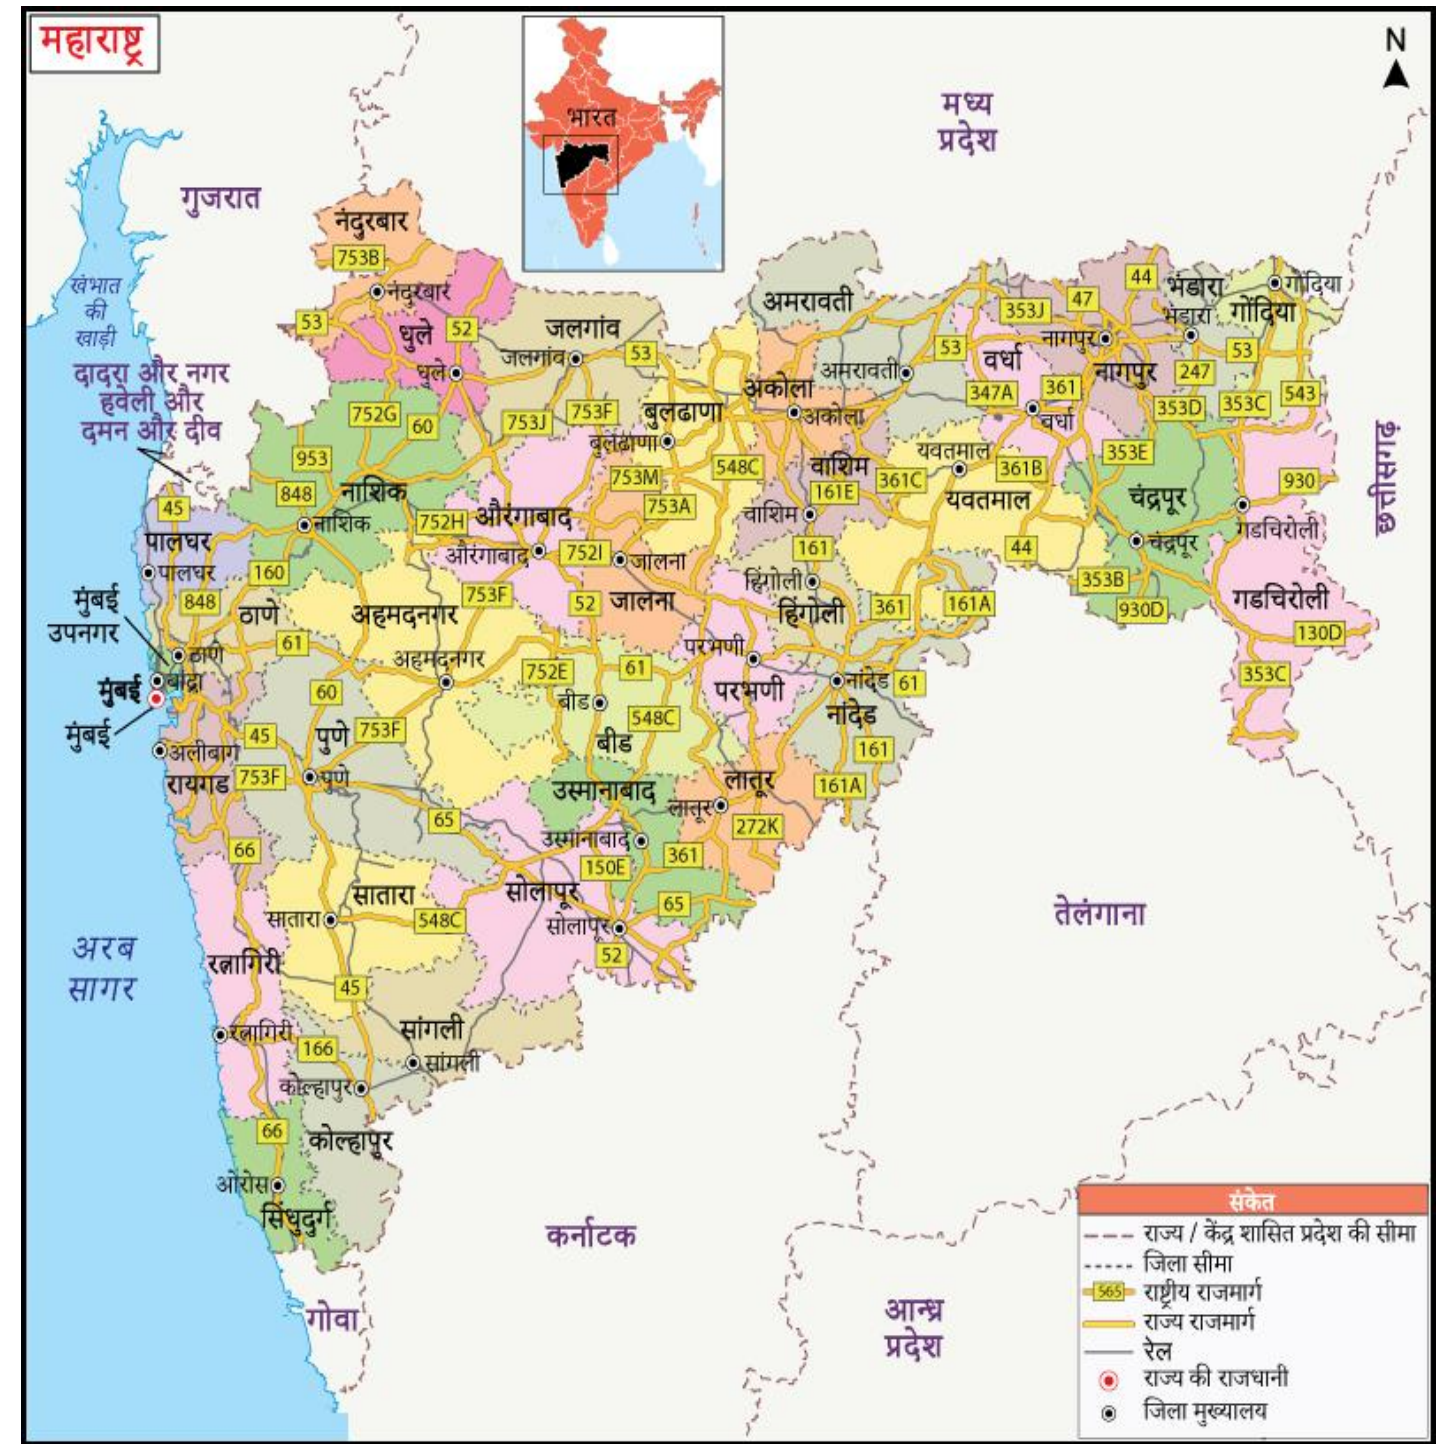 महाराष्ट्र
N
भारत
मध्य
प्रदेश
गुजरात
खंभात
की
खाड़ी
दादरा और नगर
हवेली और
दमन और दीव
छत्तीसगढ़
तेलंगाना
आन्ध्र
प्रदेश
कर्नाटक
गोवा
अरब
सागर
नंदुरबार
753B
नंदुरबार
53
धुले
52
धुले
जलगांव
जलगांव
53
752G
60
753J
753F
बुलढाणा
बुलढाणा
अमरावती
अमरावती
अकोला
अकोला
53
353J
47
44
नागपुर
नागपुर
भंडारा
भंडारा
गोंदिया
गोंदिया
247
53
543
वर्धा
347A
361
वर्धा
353D
353C
353E
953
848
नाशिक
नाशिक
752H
औरंगाबाद
औरंगाबाद
752I
753M
753A
548C
वाशिम
161E
वाशिम
361C
यवतमाल
361B
यवतमाल
चंद्रपूर
चंद्रपूर
930
गडचिरोली
गडचिरोली
45
पालघर
पालघर
160
848
ठाणे
ठाणे
मुंबई
उपनगर
बांद्रा
मुंबई
मुंबई
अहमदनगर
अहमदनगर
753F
52
जालना
जालना
161
हिंगोली
हिंगोली
361
161A
44
353B
930D
130D
353C
61
60
752E
61
परभणी
परभणी
नांदेड
61
नांदेड
161
161A
बीड
548C
बीड
45
पुणे
753F
पुणे
753F
अलीबाग
रायगड
66
65
उस्मानाबाद
उस्मानाबाद
150E
361
लातूर
लातूर
272K
65
सातारा
सातारा
548C
सोलापूर
सोलापूर
52
रत्नागिरी
रत्नागिरी
45
166
सांगली
सांगली
कोल्हापुर
कोल्हापुर
66
ओरोस
सिंधुदुर्ग
संकेत
राज्य / केंद्र शासित प्रदेश की सीमा
जिला सीमा
565 राष्ट्रीय राजमार्ग
राज्य राजमार्ग
रेल
राज्य की राजधानी
जिला मुख्यालय